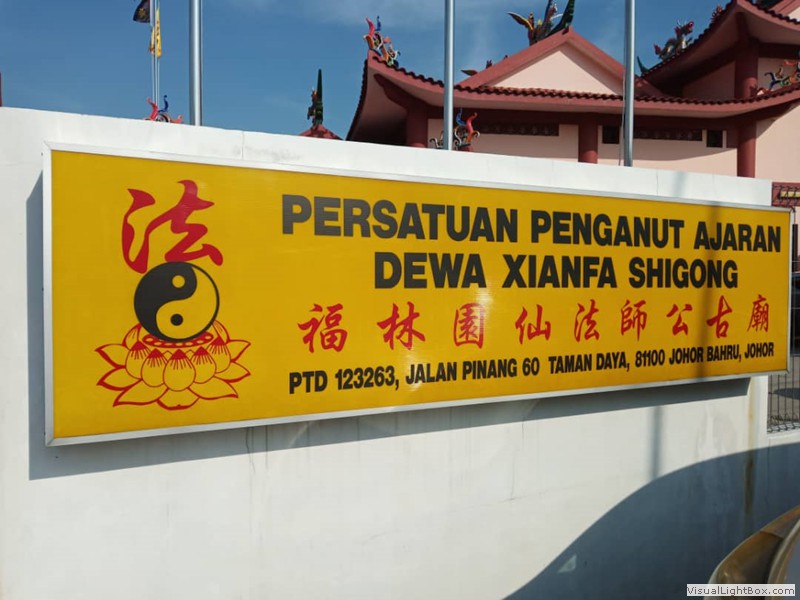 法
PERSATUAN PENGANUT AJARAN
DEWA XIANFA SHIGONG
福林園仙法師公古廟
PTD 123263, JALAN PINANG 60 TAMAN DAYA, 81100 JOHOR BAHRU, JOHOR
VisualLightBox.com